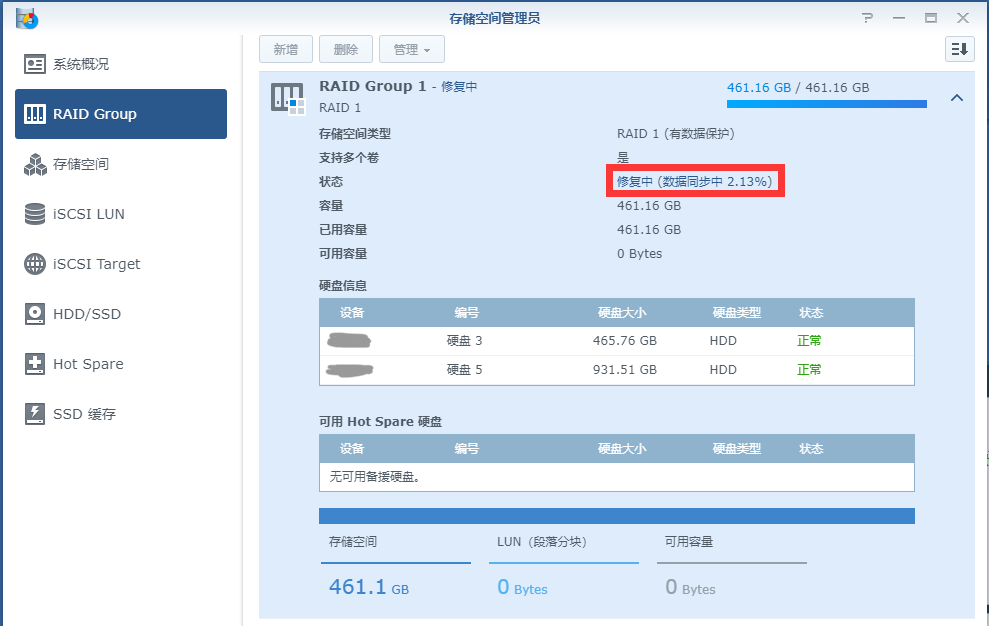 存储空间管理员
新增 删除 管理
系统概况
RAID Group
存储空间
iSCSI LUN
iSCSI Target
HDD/SSD
Hot Spare
SSD 缓存
RAID Group 1 - 修复中
461.16 GB / 461.16 GB
RAID 1
存储空间类型 RAID 1 (有数据保护)
支持多个卷 是
状态 修复中 (数据同步中 2.13%)
容量 461.16 GB
已用容量 461.16 GB
可用容量 0 Bytes
硬盘信息
设备 编号 硬盘大小 硬盘类型 状态
硬盘 3 465.76 GB HDD 正常
硬盘 5 931.51 GB HDD 正常
可用 Hot Spare 硬盘
设备 编号 硬盘大小 硬盘类型 状态
无可用备援硬盘。
存储空间 LUN（段落分块） 可用容量
461.1 GB 0 Bytes 0 Bytes